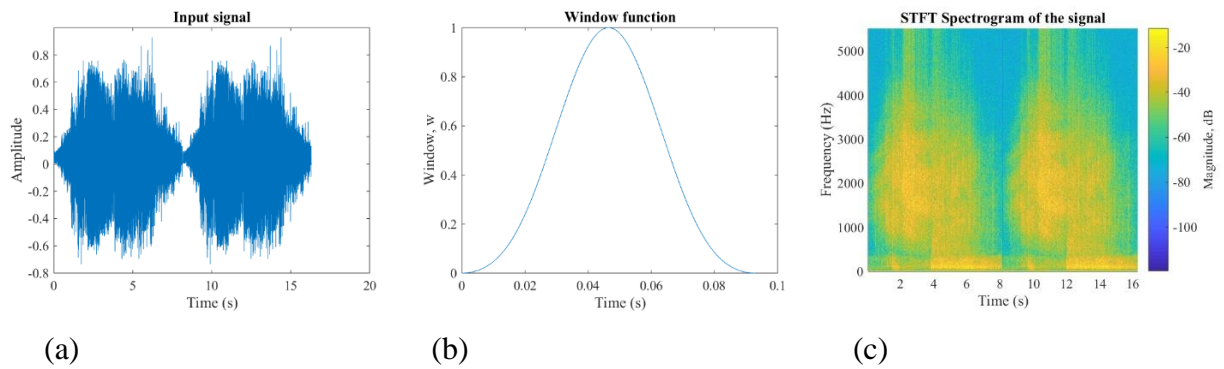 Input signal
Amplitude
0.8
0.6
0.4
0.2
0
-0.2
-0.4
-0.6
-0.8
0 5 10 15 20
Time (s)
(a)
Window function
Window, w
1
0.8
0.6
0.4
0.2
0
0 0.02 0.04 0.06 0.08 0.1
Time (s)
(b)
STFT Spectrogram of the signal
Frequency (Hz)
5000
4000
3000
2000
1000
0
2 4 6 8 10 12 14 16
Time (s)
-20
-40
-60
-80
-100
Magnitude, dB
(c)